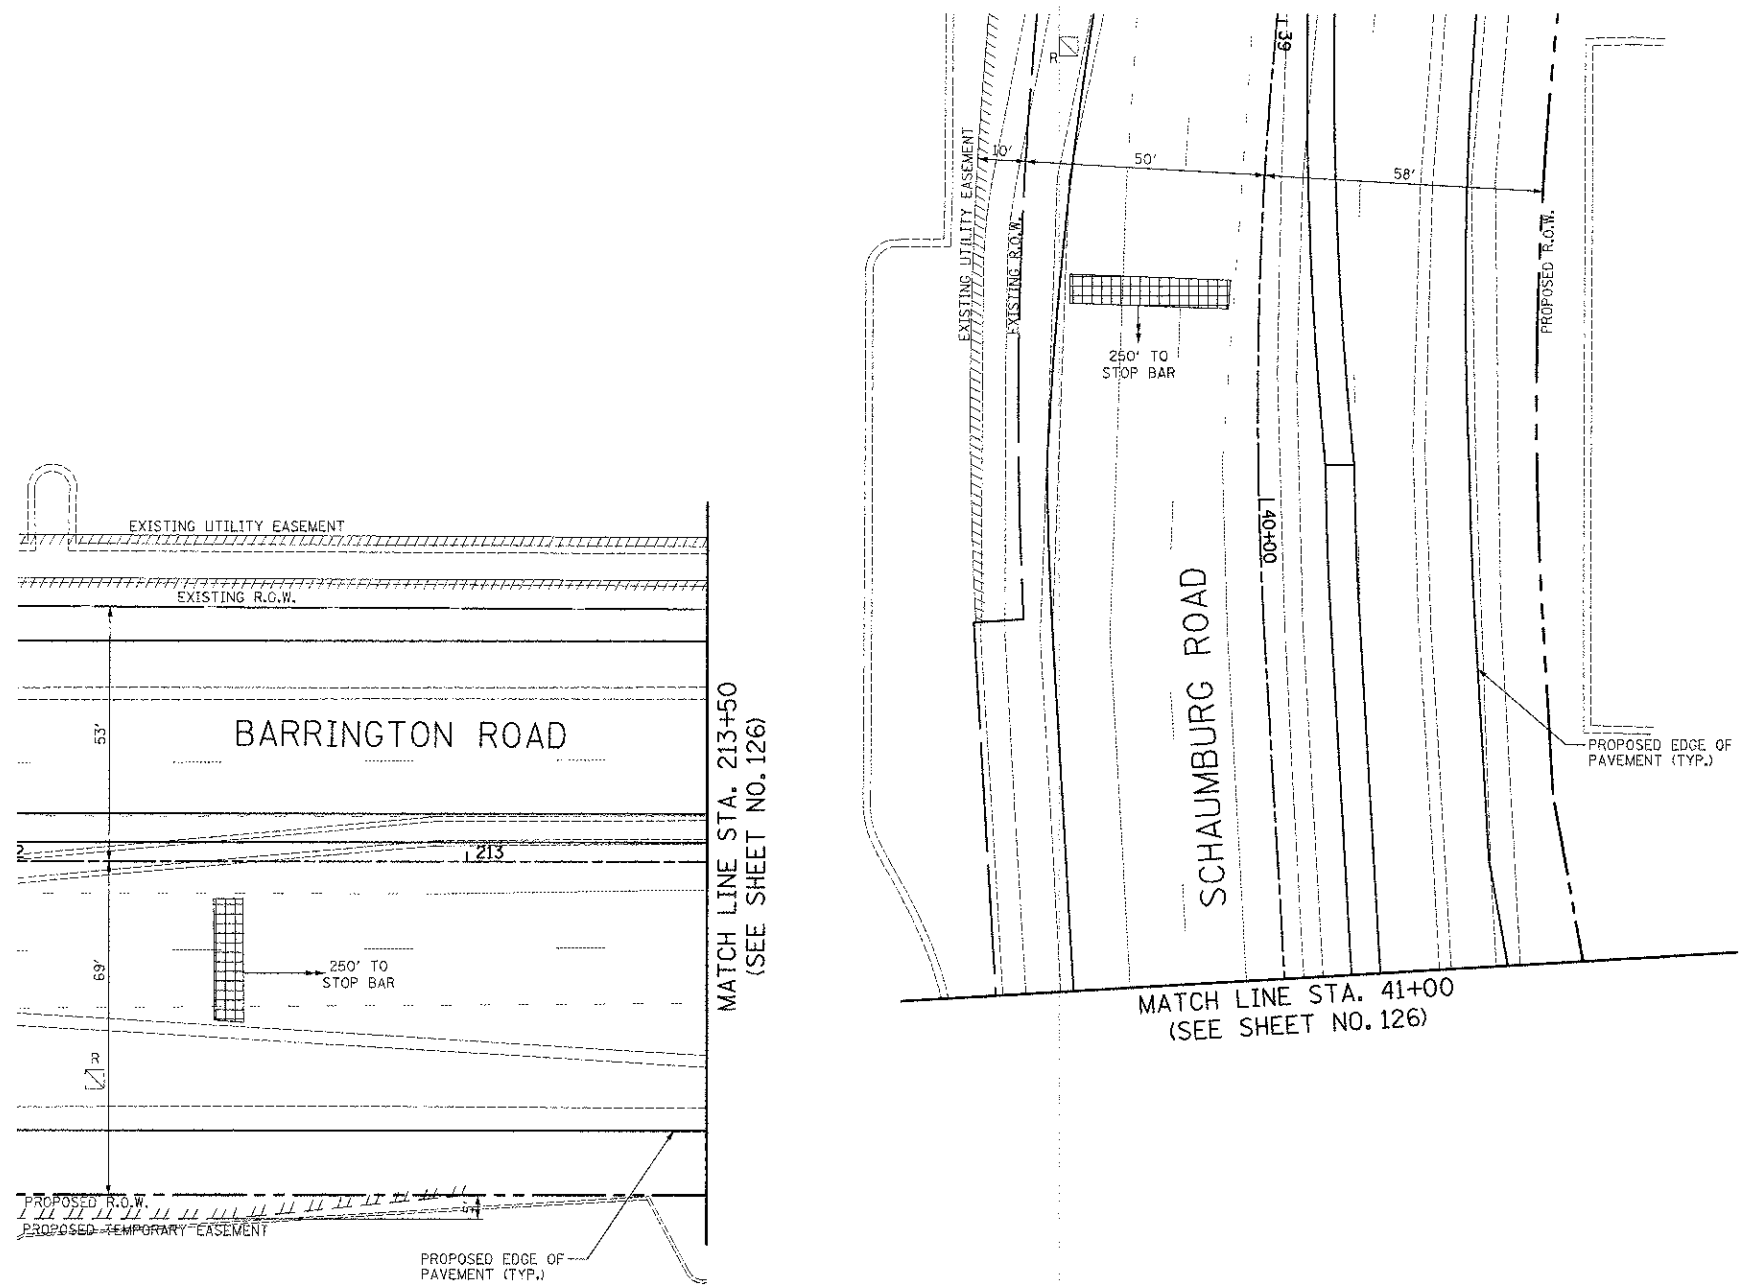 EXISTING UTILITY EASEMENT
EXISTING R.O.W.
53'
BARRINGTON ROAD
213
69'
250' TO
STOP BAR
R
PROPOSED R.O.W.
PROPOSED TEMPORARY EASEMENT
5'
PROPOSED EDGE OF
PAVEMENT (TYP.)
MATCH LINE STA. 213+50
(SEE SHEET NO. 126)
R
39
10'
50'
58'
EXISTING UTILITY EASEMENT
EXISTING R.O.W.
PROPOSED R.O.W.
250' TO
STOP BAR
40+00
SCHAUMBURG ROAD
PROPOSED EDGE OF
PAVEMENT (TYP.)
MATCH LINE STA. 41+00
(SEE SHEET NO. 126)